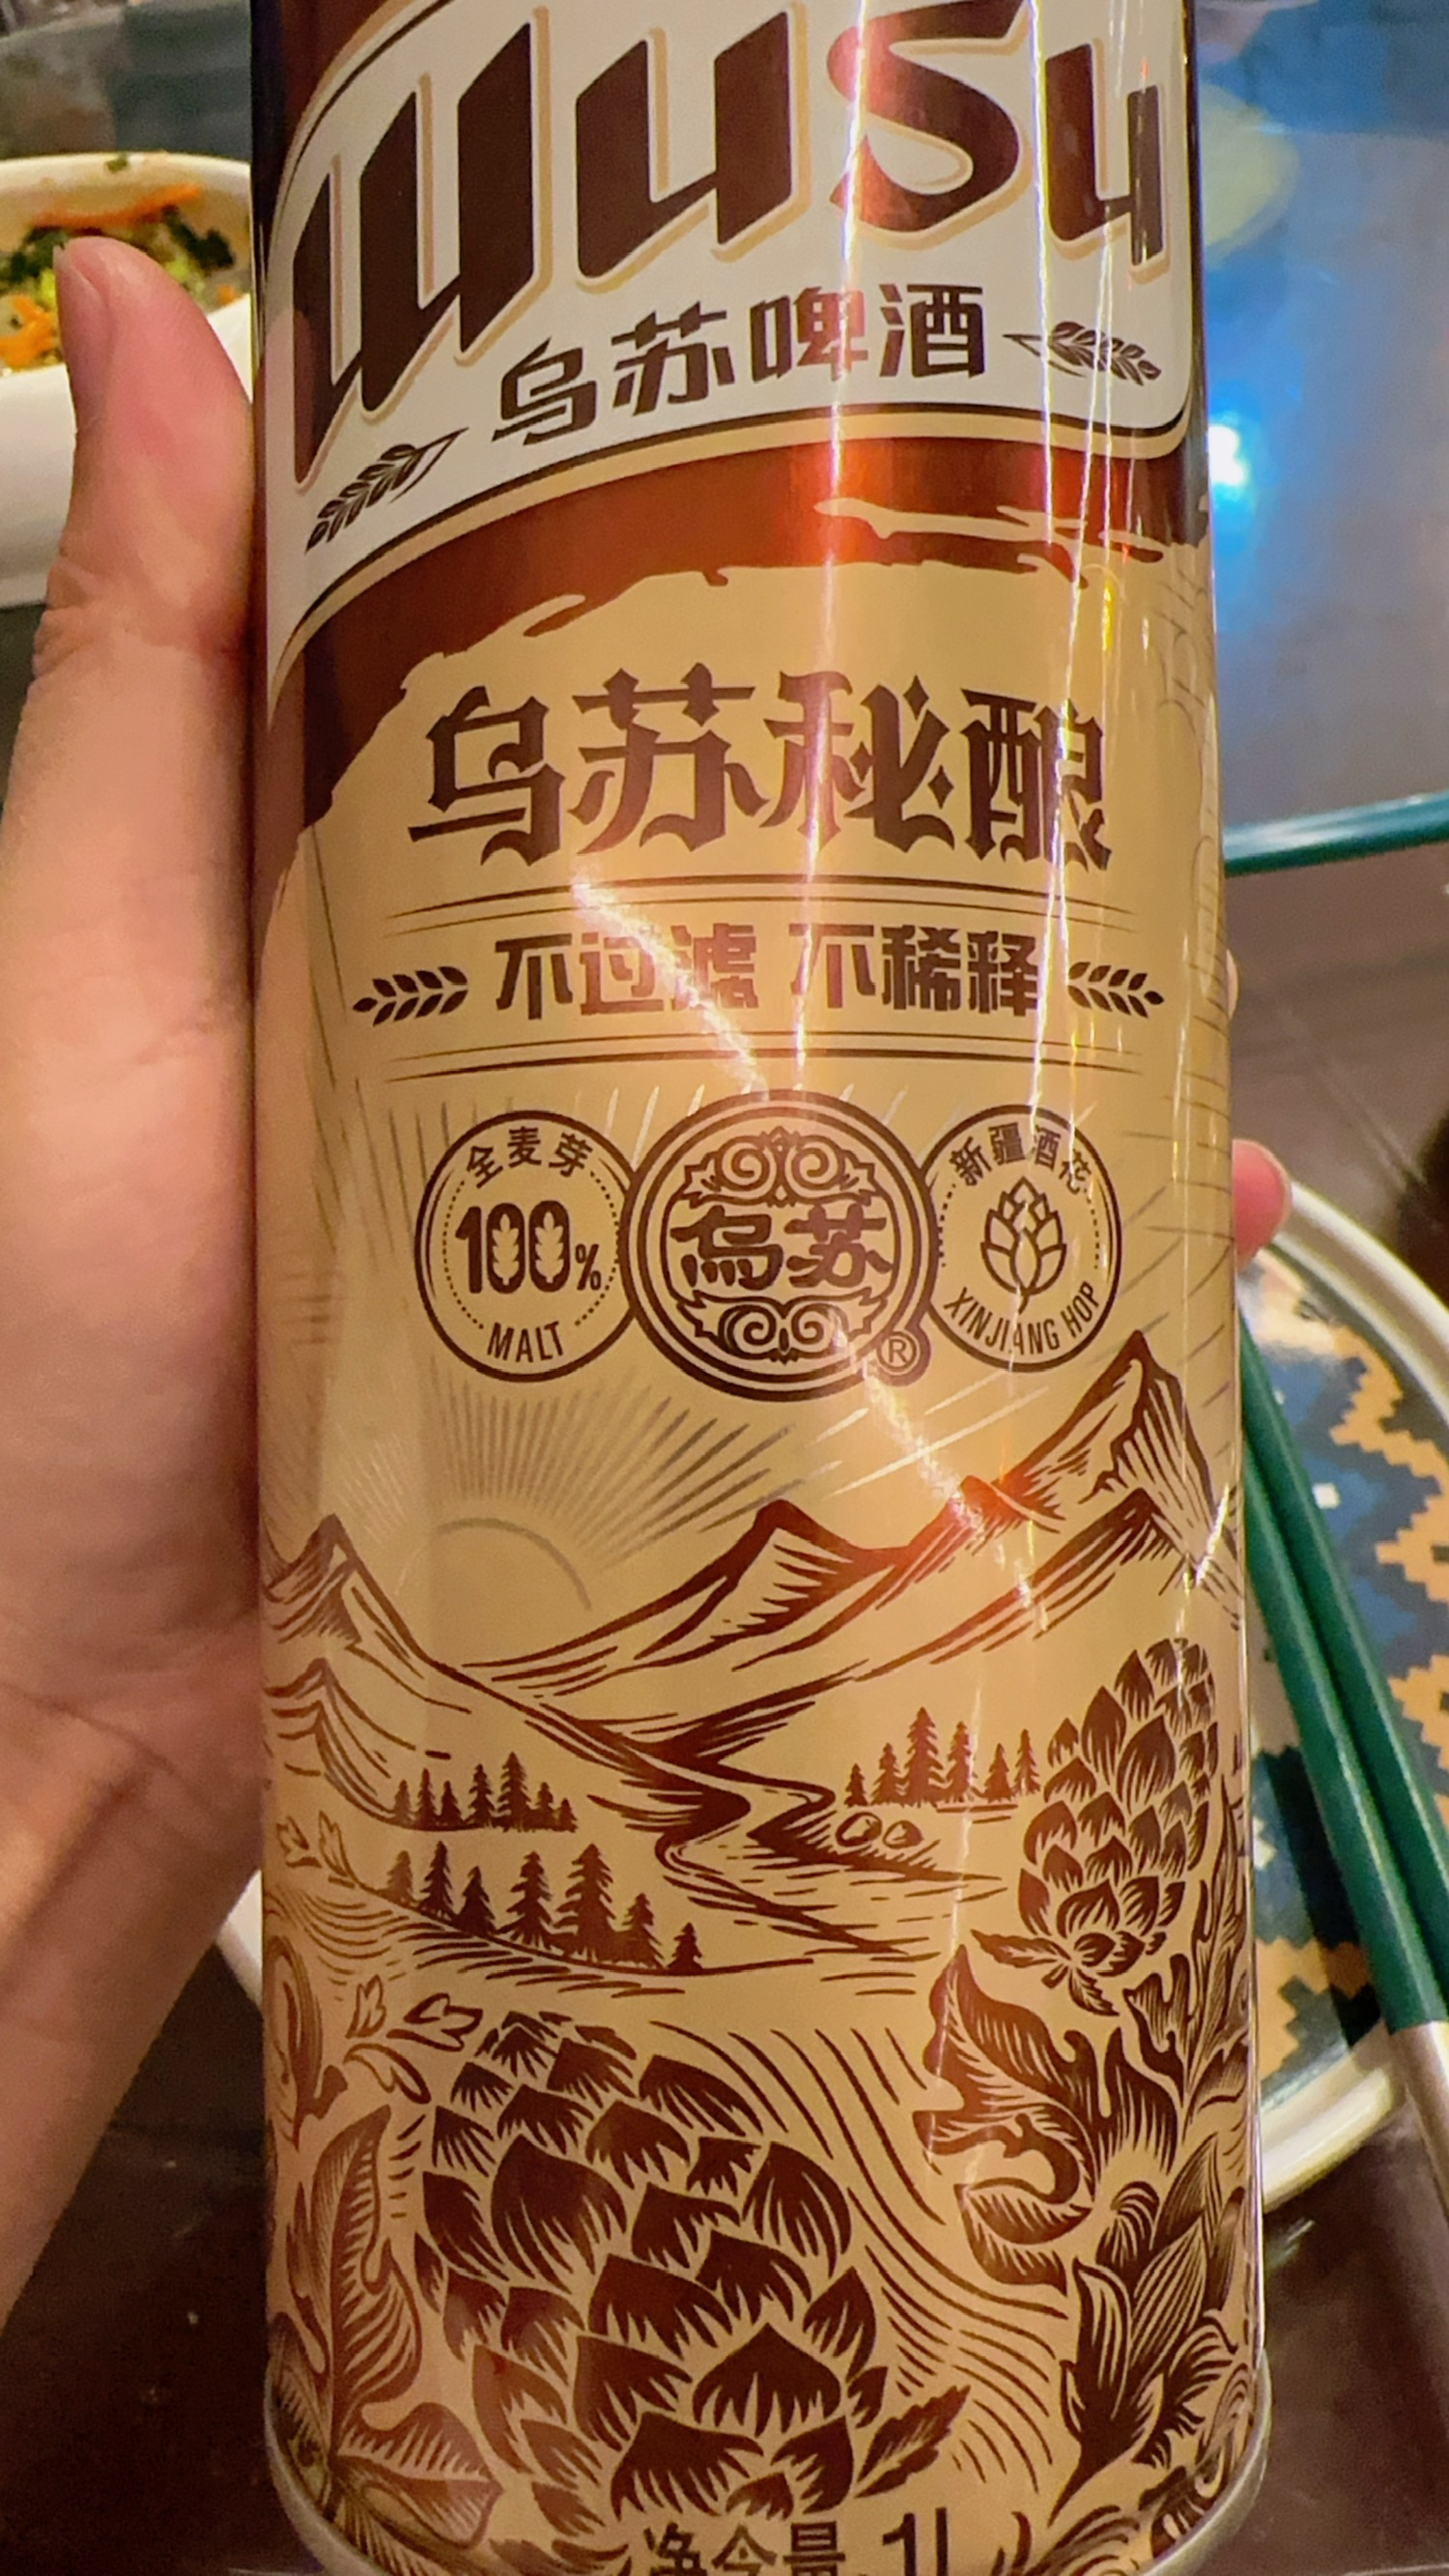 WUSU
乌苏啤酒
乌苏秘酿
不过滤 不稀释
全麦芽
100%
MALT
乌苏
®
新疆酒花
XINJIANG HOP
净含量 1L